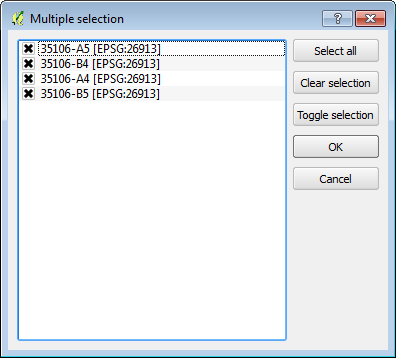 Multiple selection
35106-A5 [EPSG:26913]
35106-B4 [EPSG:26913]
35106-A4 [EPSG:26913]
35106-B5 [EPSG:26913]
Select all
Clear selection
Toggle selection
OK
Cancel